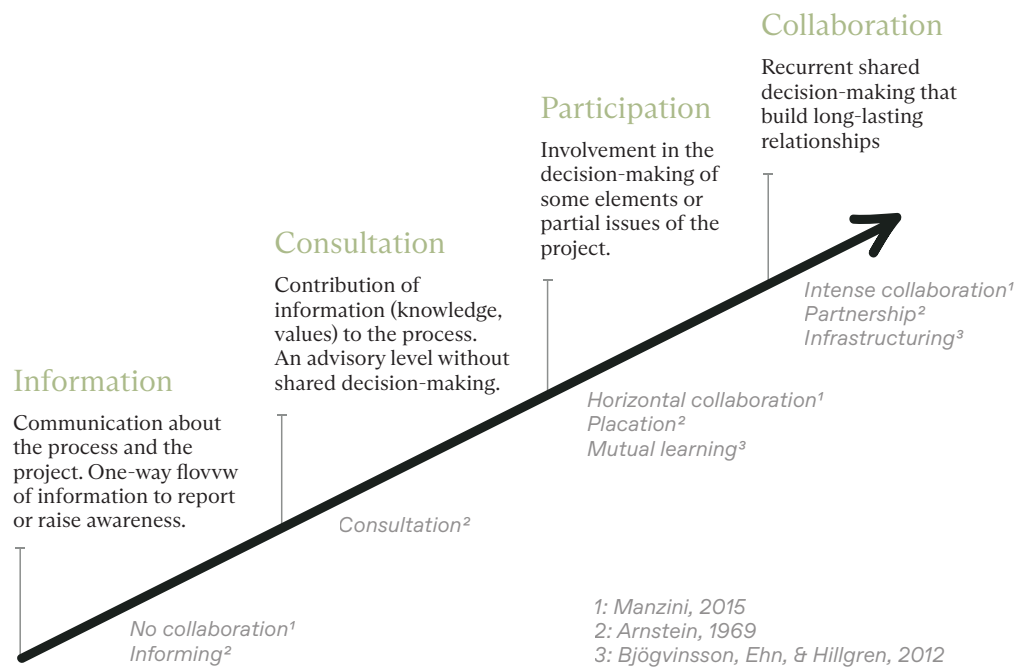 Collaboration
Recurrent shared
decision-making that
build long-lasting
relationships
Participation
Involvement in the
decision-making of
some elements or
partial issues of the
project.
Consultation
Contribution of
information (knowledge,
values) to the process.
An advisory level without
shared decision-making.
Information
Communication about
the process and the
project. One-way flovvw
of information to report
or raise awareness.
Intense collaboration¹
Partnership²
Infrastructuring³
Horizontal collaboration¹
Placation²
Mutual learning³
Consultation²
No collaboration¹
Informing²
1: Manzini, 2015
2: Arnstein, 1969
3: Bjögvinsson, Ehn, & Hillgren, 2012